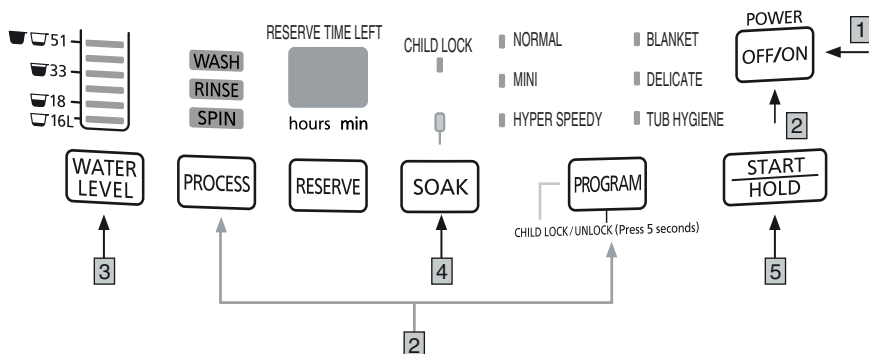 POWER
1
OFF/ON
2
RESERVE TIME LEFT
CHILD LOCK
NORMAL
BLANKET
MINI
DELICATE
HYPER SPEEDY
TUB HYGIENE
51
33
18
16L
WASH
RINSE
SPIN
hours min
WATER
LEVEL
PROCESS
RESERVE
SOAK
PROGRAM
START
HOLD
CHILD LOCK / UNLOCK (Press 5 seconds)
3
4
5
2